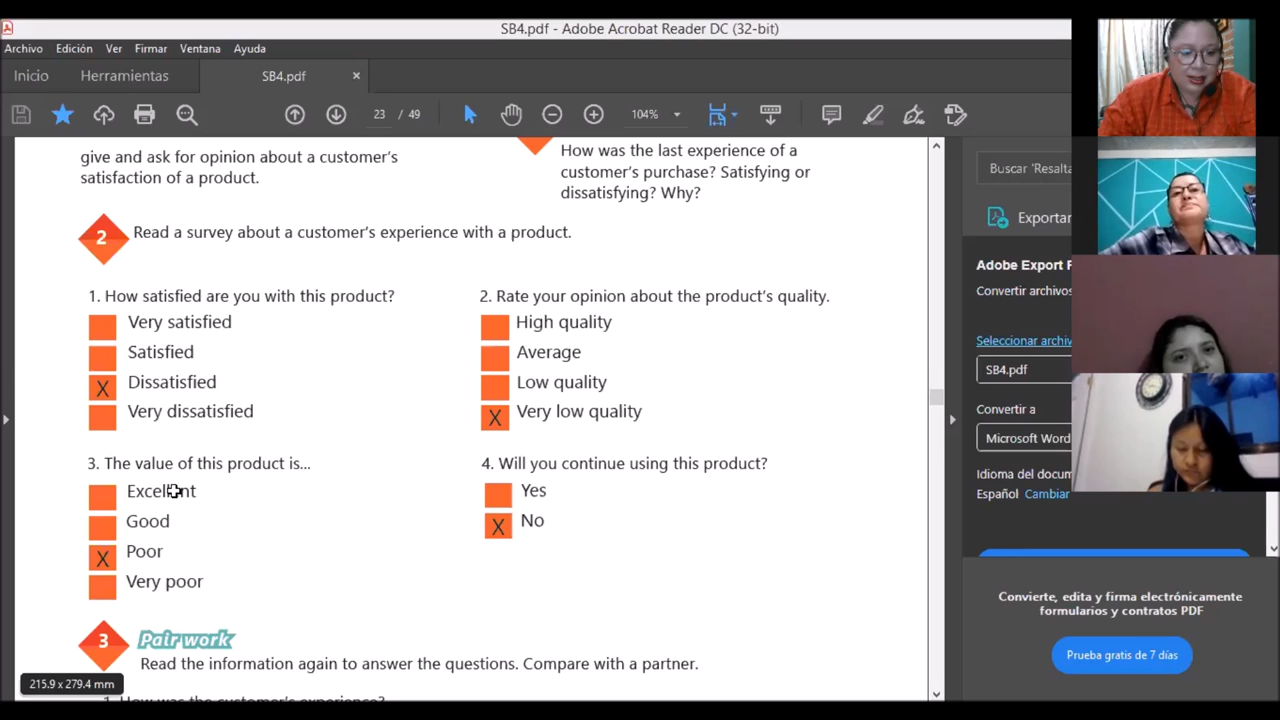 SB4.pdf - Adobe Acrobat Reader DC (32-bit)
Archivo Edición Ver Firmar Ventana Ayuda
Inicio Herramientas SB4.pdf ×
23 / 49 104%
give and ask for opinion about a customer's
satisfaction of a product.
How was the last experience of a
customer's purchase? Satisfying or
dissatisfying? Why?
2 Read a survey about a customer's experience with a product.
1. How satisfied are you with this product?
Very satisfied
Satisfied
X Dissatisfied
Very dissatisfied
2. Rate your opinion about the product's quality.
High quality
Average
Low quality
X Very low quality
3. The value of this product is...
Excellent
Good
X Poor
Very poor
4. Will you continue using this product?
Yes
X No
3 Pair work
Read the information again to answer the questions. Compare with a partner.
1. How was the customer's experience?
215.9 x 279.4 mm
Buscar 'Resalta
Exportar
Adobe Export
Convertir archivos
Seleccionar archiv
SB4.pdf
Convertir a
Microsoft Word
Idioma del docum
Español Cambiar
Convierte, edita y firma electrónicamente
formularios y contratos PDF
Prueba gratis de 7 días